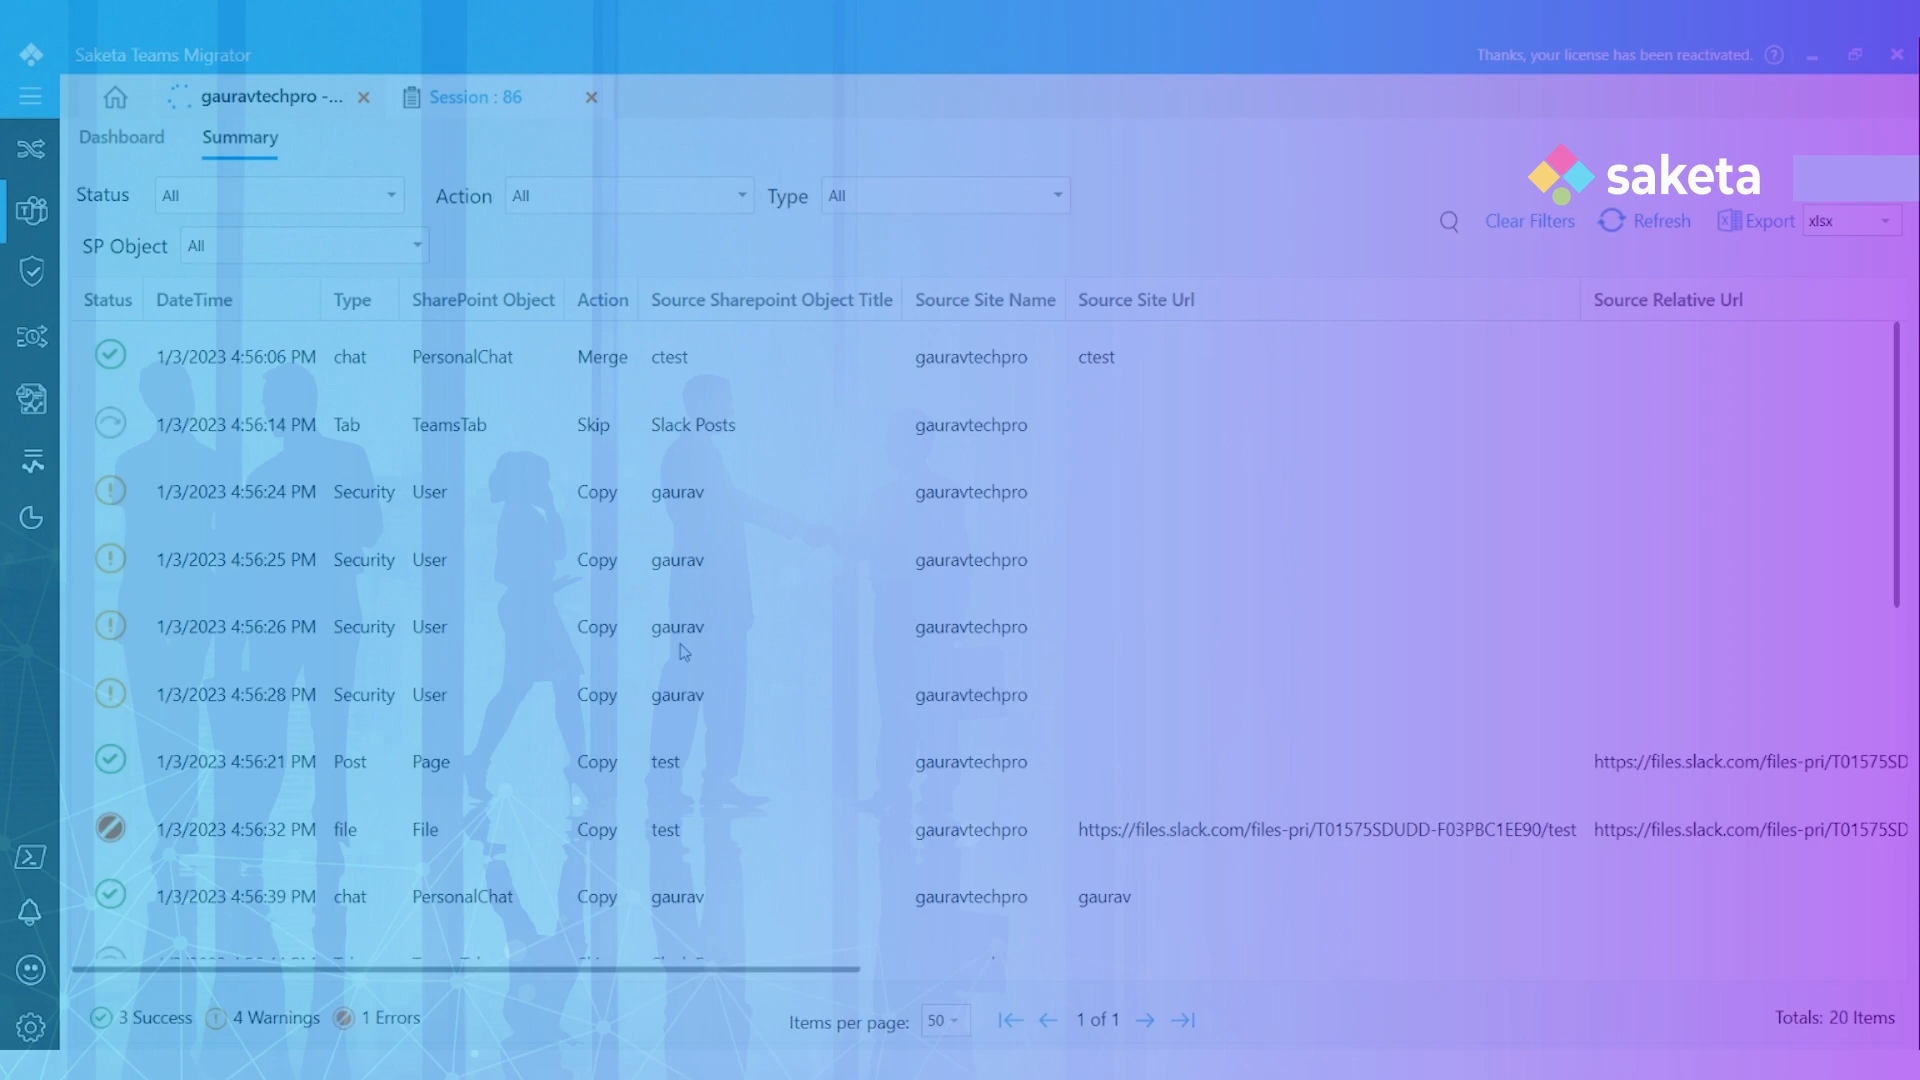 Saketa Teams Migrator
Thanks, your license has been reactivated.
gauravtechpro -...
Session : 86
Dashboard Summary
saketa
Status All Action All Type All
Clear Filters Refresh Export xlsx
SP Object All
Status DateTime Type SharePoint Object Action Source Sharepoint Object Title Source Site Name Source Site Url Source Relative Url
1/3/2023 4:56:06 PM chat PersonalChat Merge ctest gauravtechpro ctest
1/3/2023 4:56:14 PM Tab TeamsTab Skip Slack Posts gauravtechpro
1/3/2023 4:56:24 PM Security User Copy gaurav gauravtechpro
1/3/2023 4:56:25 PM Security User Copy gaurav gauravtechpro
1/3/2023 4:56:26 PM Security User Copy gaurav gauravtechpro
1/3/2023 4:56:28 PM Security User Copy gaurav gauravtechpro
1/3/2023 4:56:21 PM Post Page Copy test gauravtechpro https://files.slack.com/files-pri/T01575SD
1/3/2023 4:56:32 PM file File Copy test gauravtechpro https://files.slack.com/files-pri/T01575SDUDD-F03PBC1EE90/test https://files.slack.com/files-pri/T01575SD
1/3/2023 4:56:39 PM chat PersonalChat Copy gaurav gauravtechpro gaurav
3 Success 4 Warnings 1 Errors
Items per page: 50 1 of 1
Totals: 20 Items